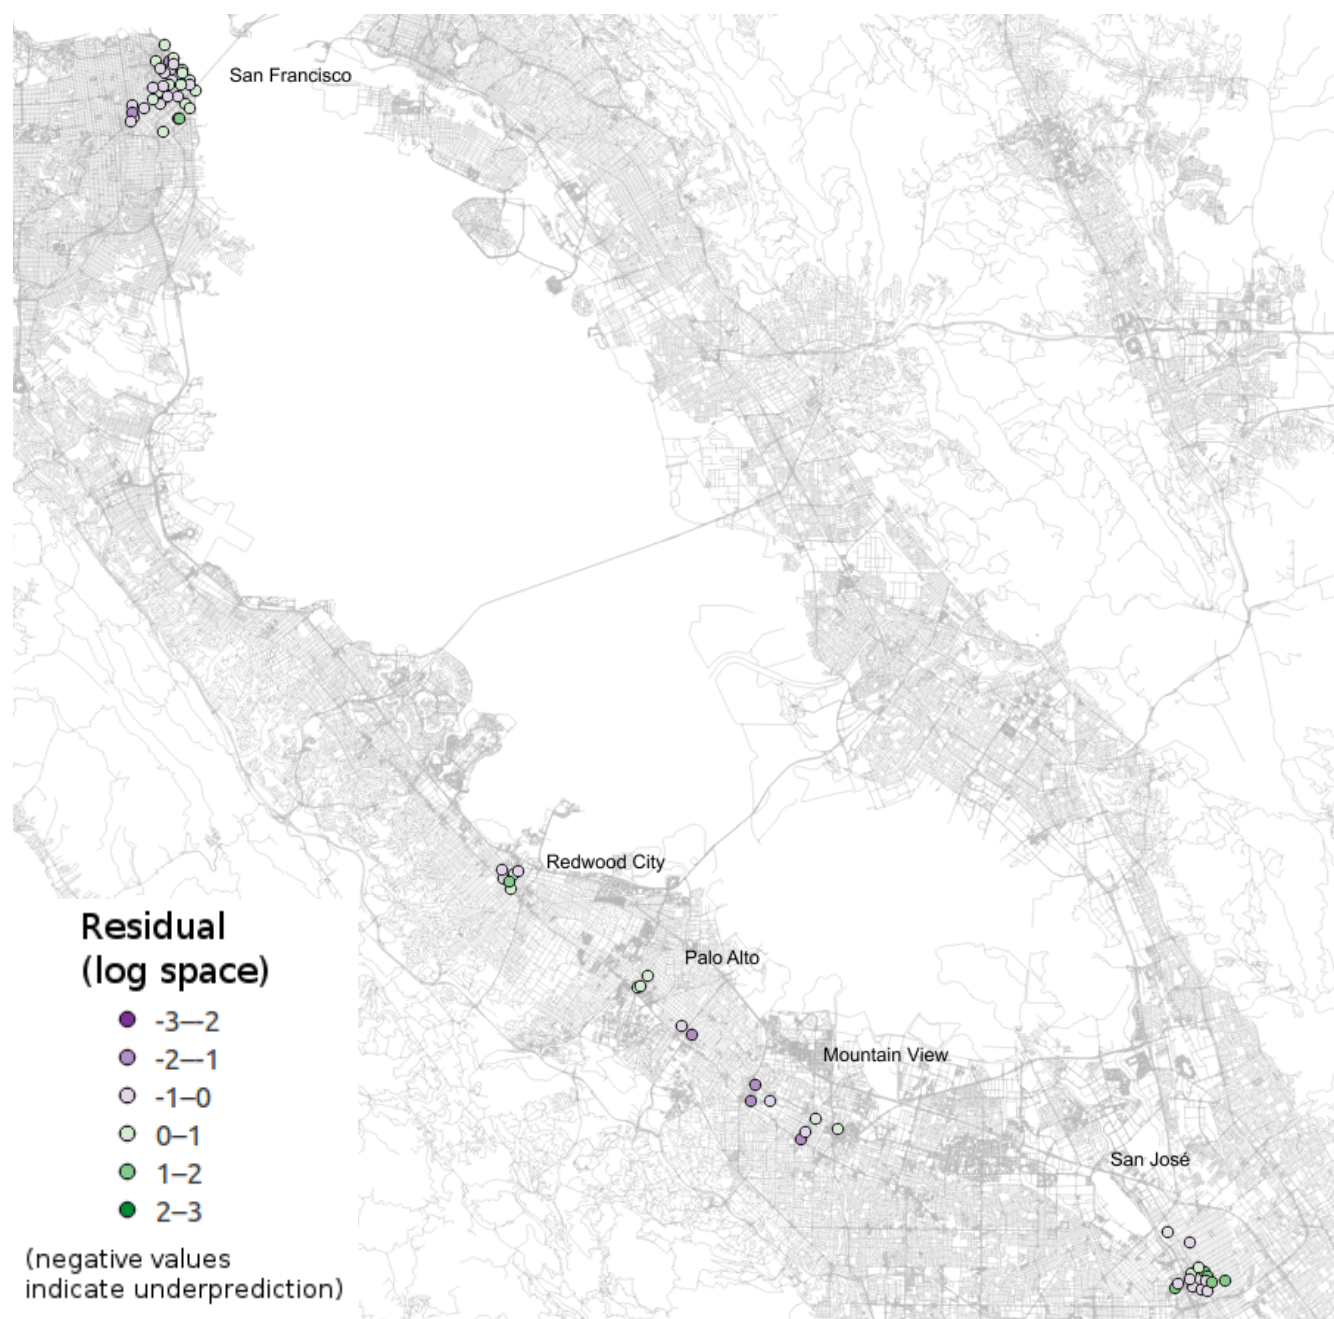 San Francisco
Redwood City
Palo Alto
Mountain View
San José
Residual
(log space)
-3–-2
-2–-1
-1–0
0–1
1–2
2–3
(negative values
indicate underprediction)